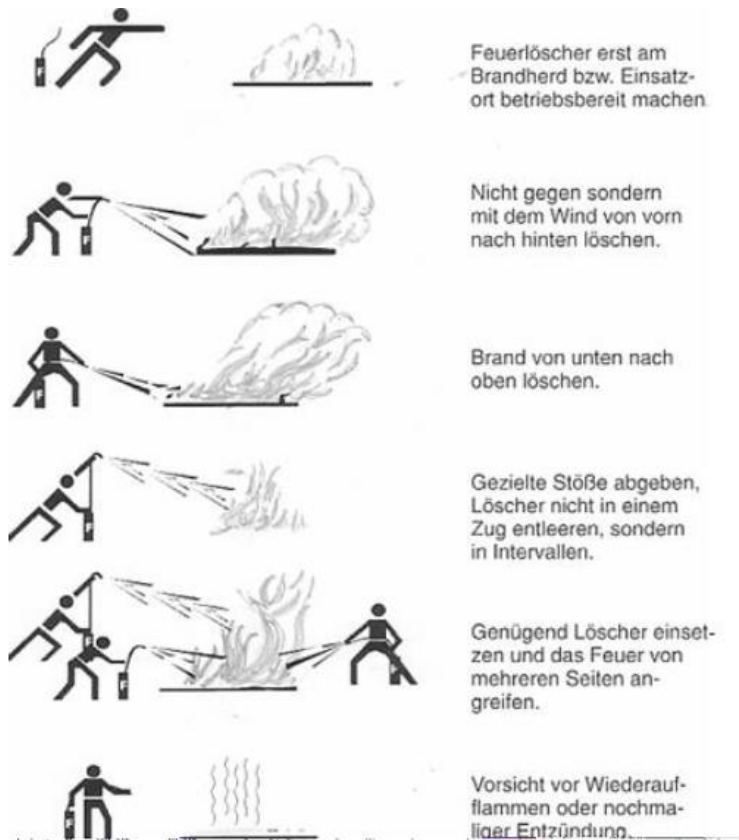 Feuerlöscher erst am
Brandherd bzw. Einsatz-
ort betriebsbereit machen
Nicht gegen sondern
mit dem Wind von vorn
nach hinten löschen.
Brand von unten nach
oben löschen.
Gezielte Stöße abgeben,
Löscher nicht in einem
Zug entleeren, sondern
in Intervallen.
Genügend Löscher einset-
zen und das Feuer von
mehreren Seiten an-
greifen.
Vorsicht vor Wiederauf-
flammen oder nochma-
liger Entzündung.